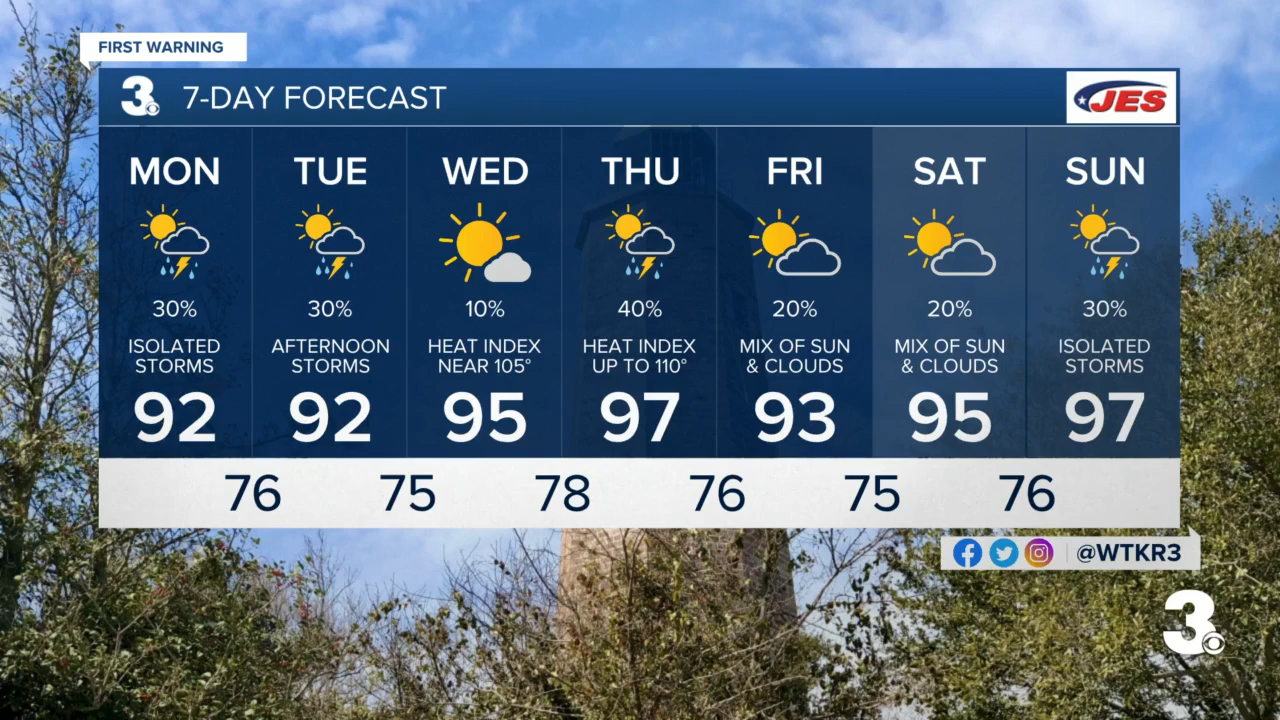 FIRST WARNING
3 7-DAY FORECAST
JES
MON TUE WED THU FRI SAT SUN
30% 30% 10% 40% 20% 20% 30%
ISOLATED AFTERNOON HEAT INDEX HEAT INDEX MIX OF SUN MIX OF SUN ISOLATED
STORMS STORMS NEAR 105° UP TO 110° & CLOUDS & CLOUDS STORMS
92 92 95 97 93 95 97
76 75 78 76 75 76
@WTKR3
3